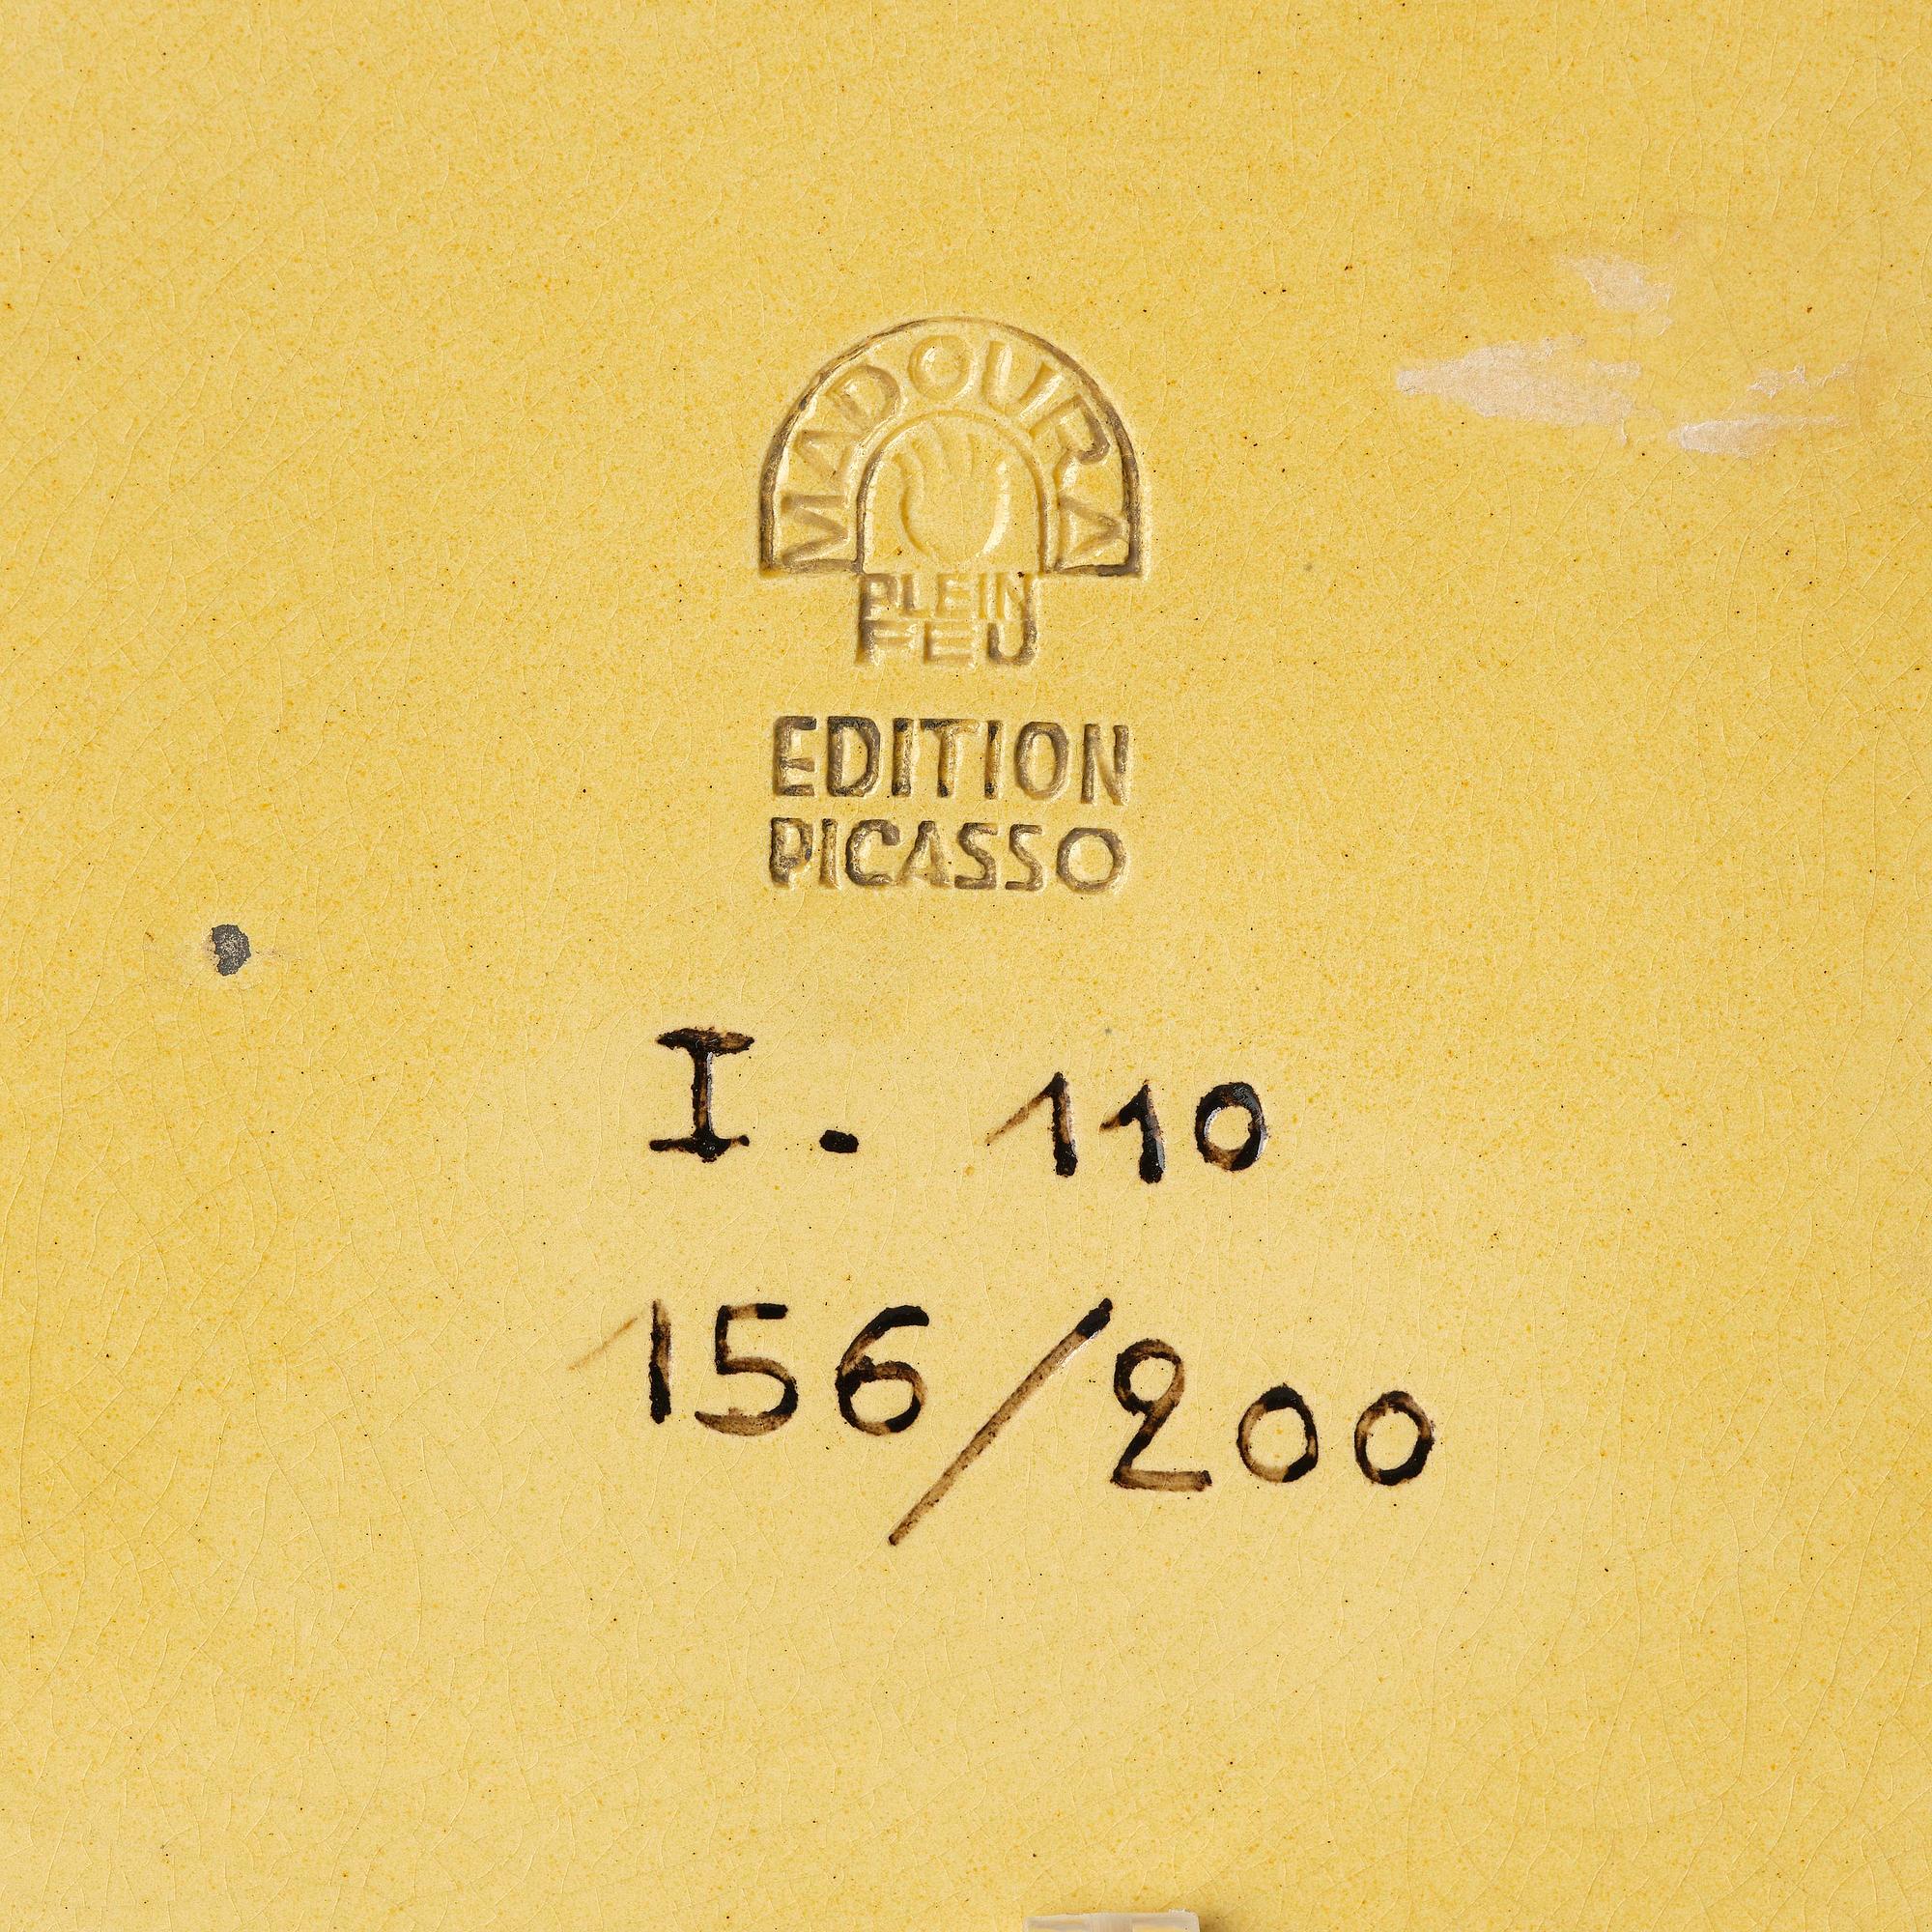 MADOURA
PLEIN
FEU
EDITION
PICASSO
I. 110
156/200